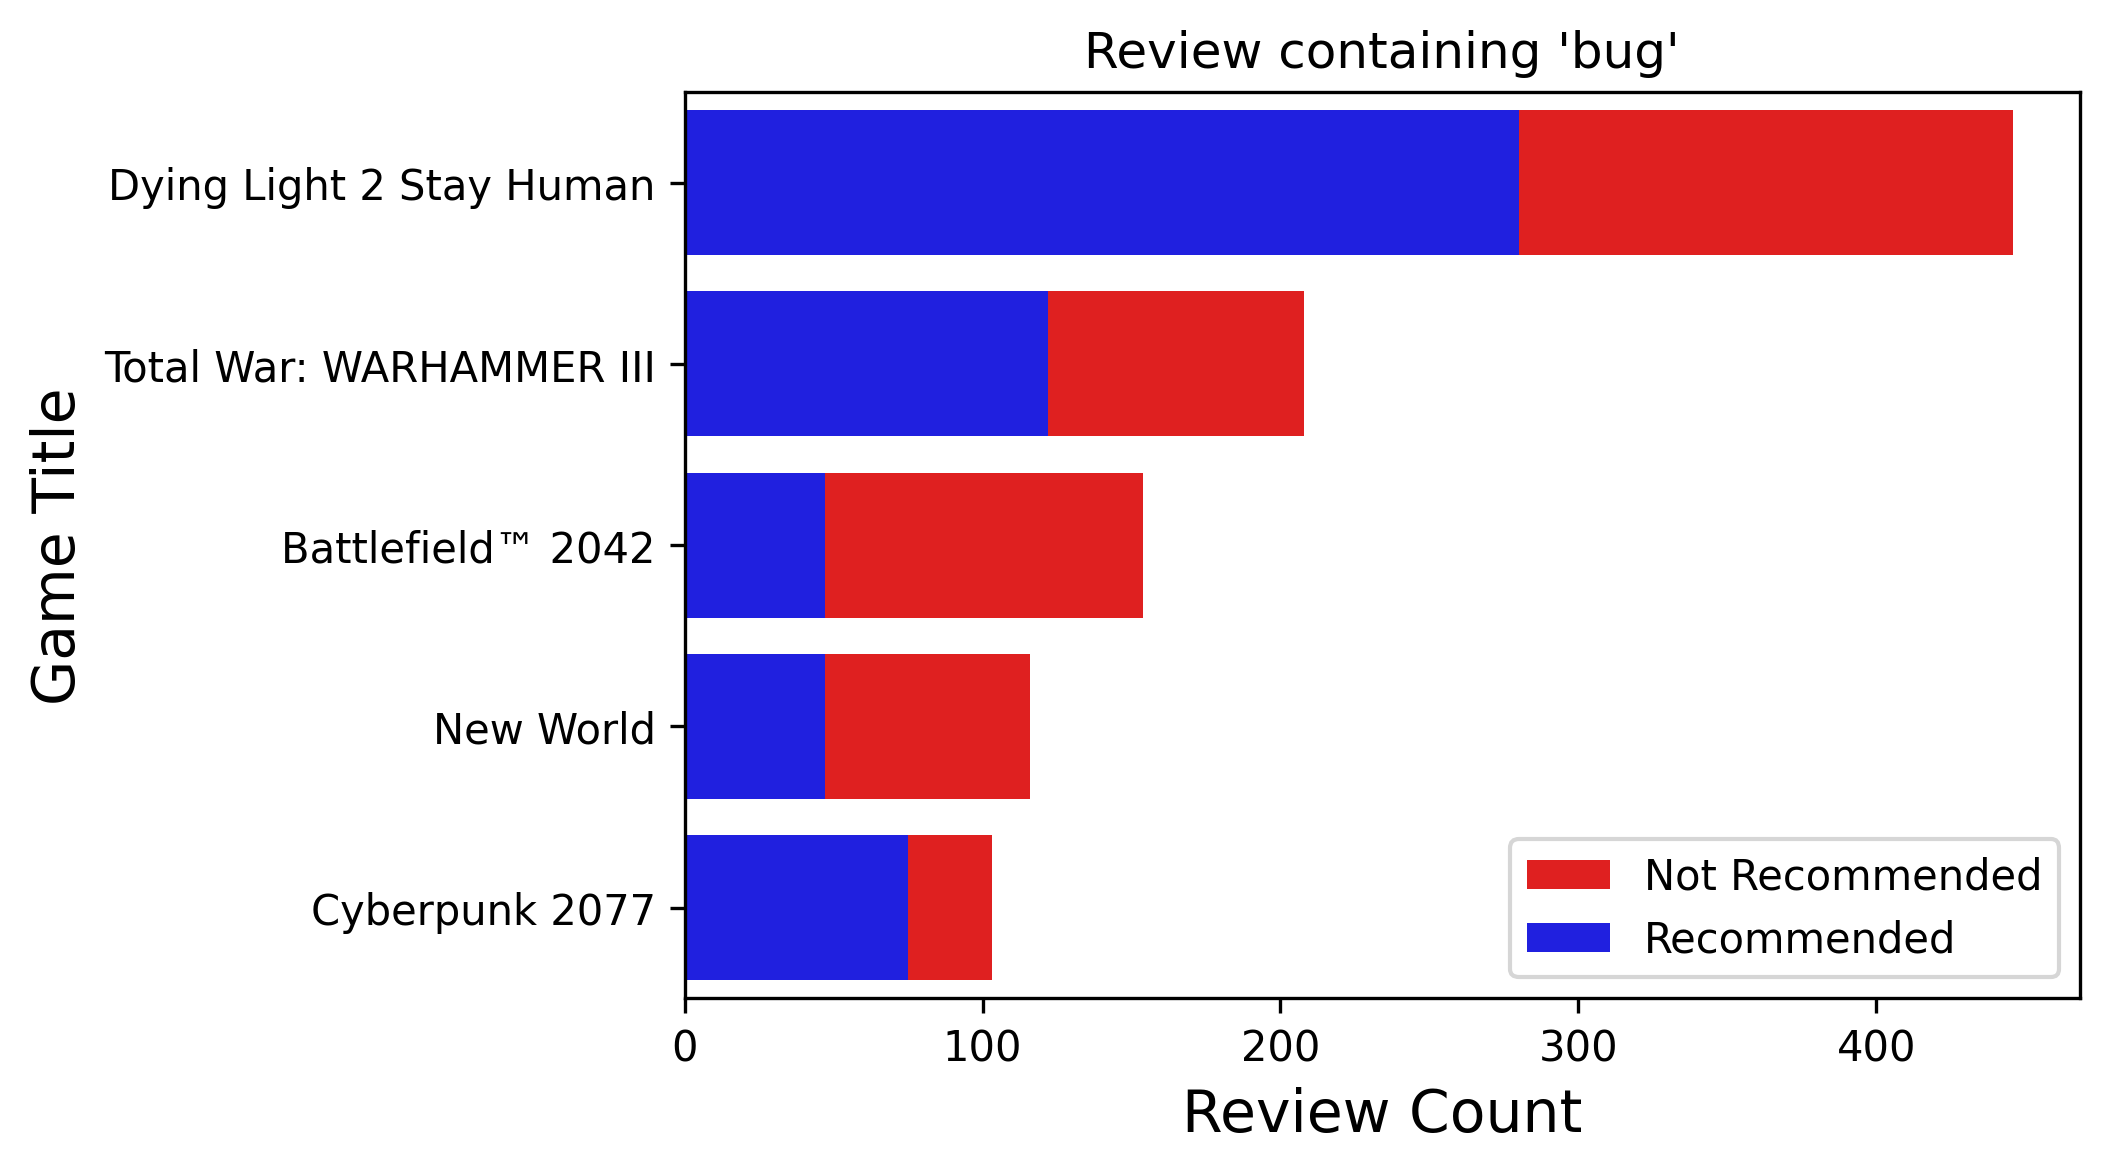 Review containing 'bug'
Game Title
Dying Light 2 Stay Human
Total War: WARHAMMER III
Battlefield™ 2042
New World
Cyberpunk 2077
Not Recommended
Recommended
0 100 200 300 400
Review Count